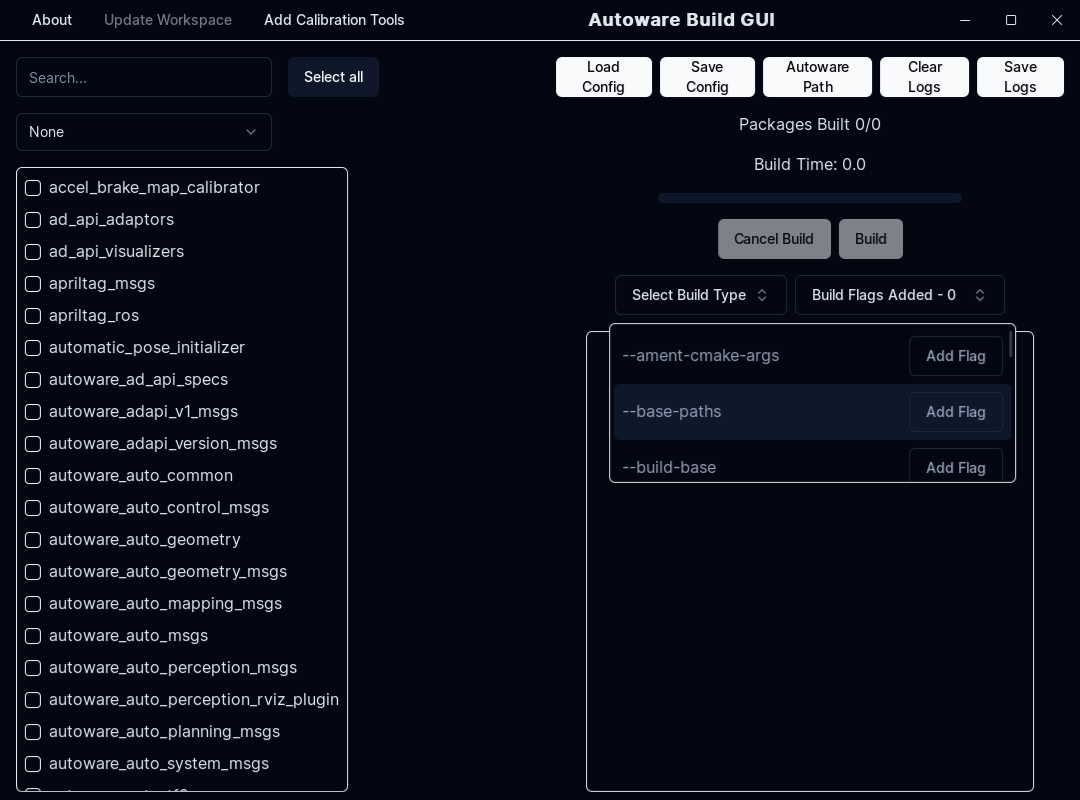 About
Update Workspace
Add Calibration Tools
Autoware Build GUI
Search...
Select all
None
accel_brake_map_calibrator
ad_api_adaptors
ad_api_visualizers
apriltag_msgs
apriltag_ros
automatic_pose_initializer
autoware_ad_api_specs
autoware_adapi_v1_msgs
autoware_adapi_version_msgs
autoware_auto_common
autoware_auto_control_msgs
autoware_auto_geometry
autoware_auto_geometry_msgs
autoware_auto_mapping_msgs
autoware_auto_msgs
autoware_auto_perception_msgs
autoware_auto_perception_rviz_plugin
autoware_auto_planning_msgs
autoware_auto_system_msgs
Load
Config
Save
Config
Autoware
Path
Clear
Logs
Save
Logs
Packages Built 0/0
Build Time: 0.0
Cancel Build
Build
Select Build Type
Build Flags Added - 0
--ament-cmake-args
Add Flag
--base-paths
Add Flag
--build-base
Add Flag